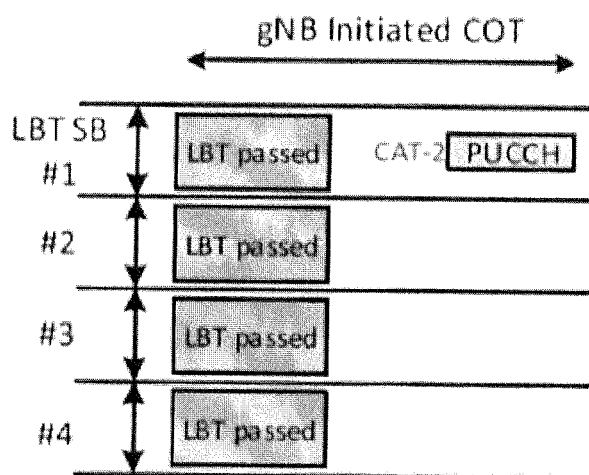 gNB Initiated COT
LBT SB
#1
LBT passed
CAT-2
PUCCH
#2
LBT passed
#3
LBT passed
#4
LBT passed